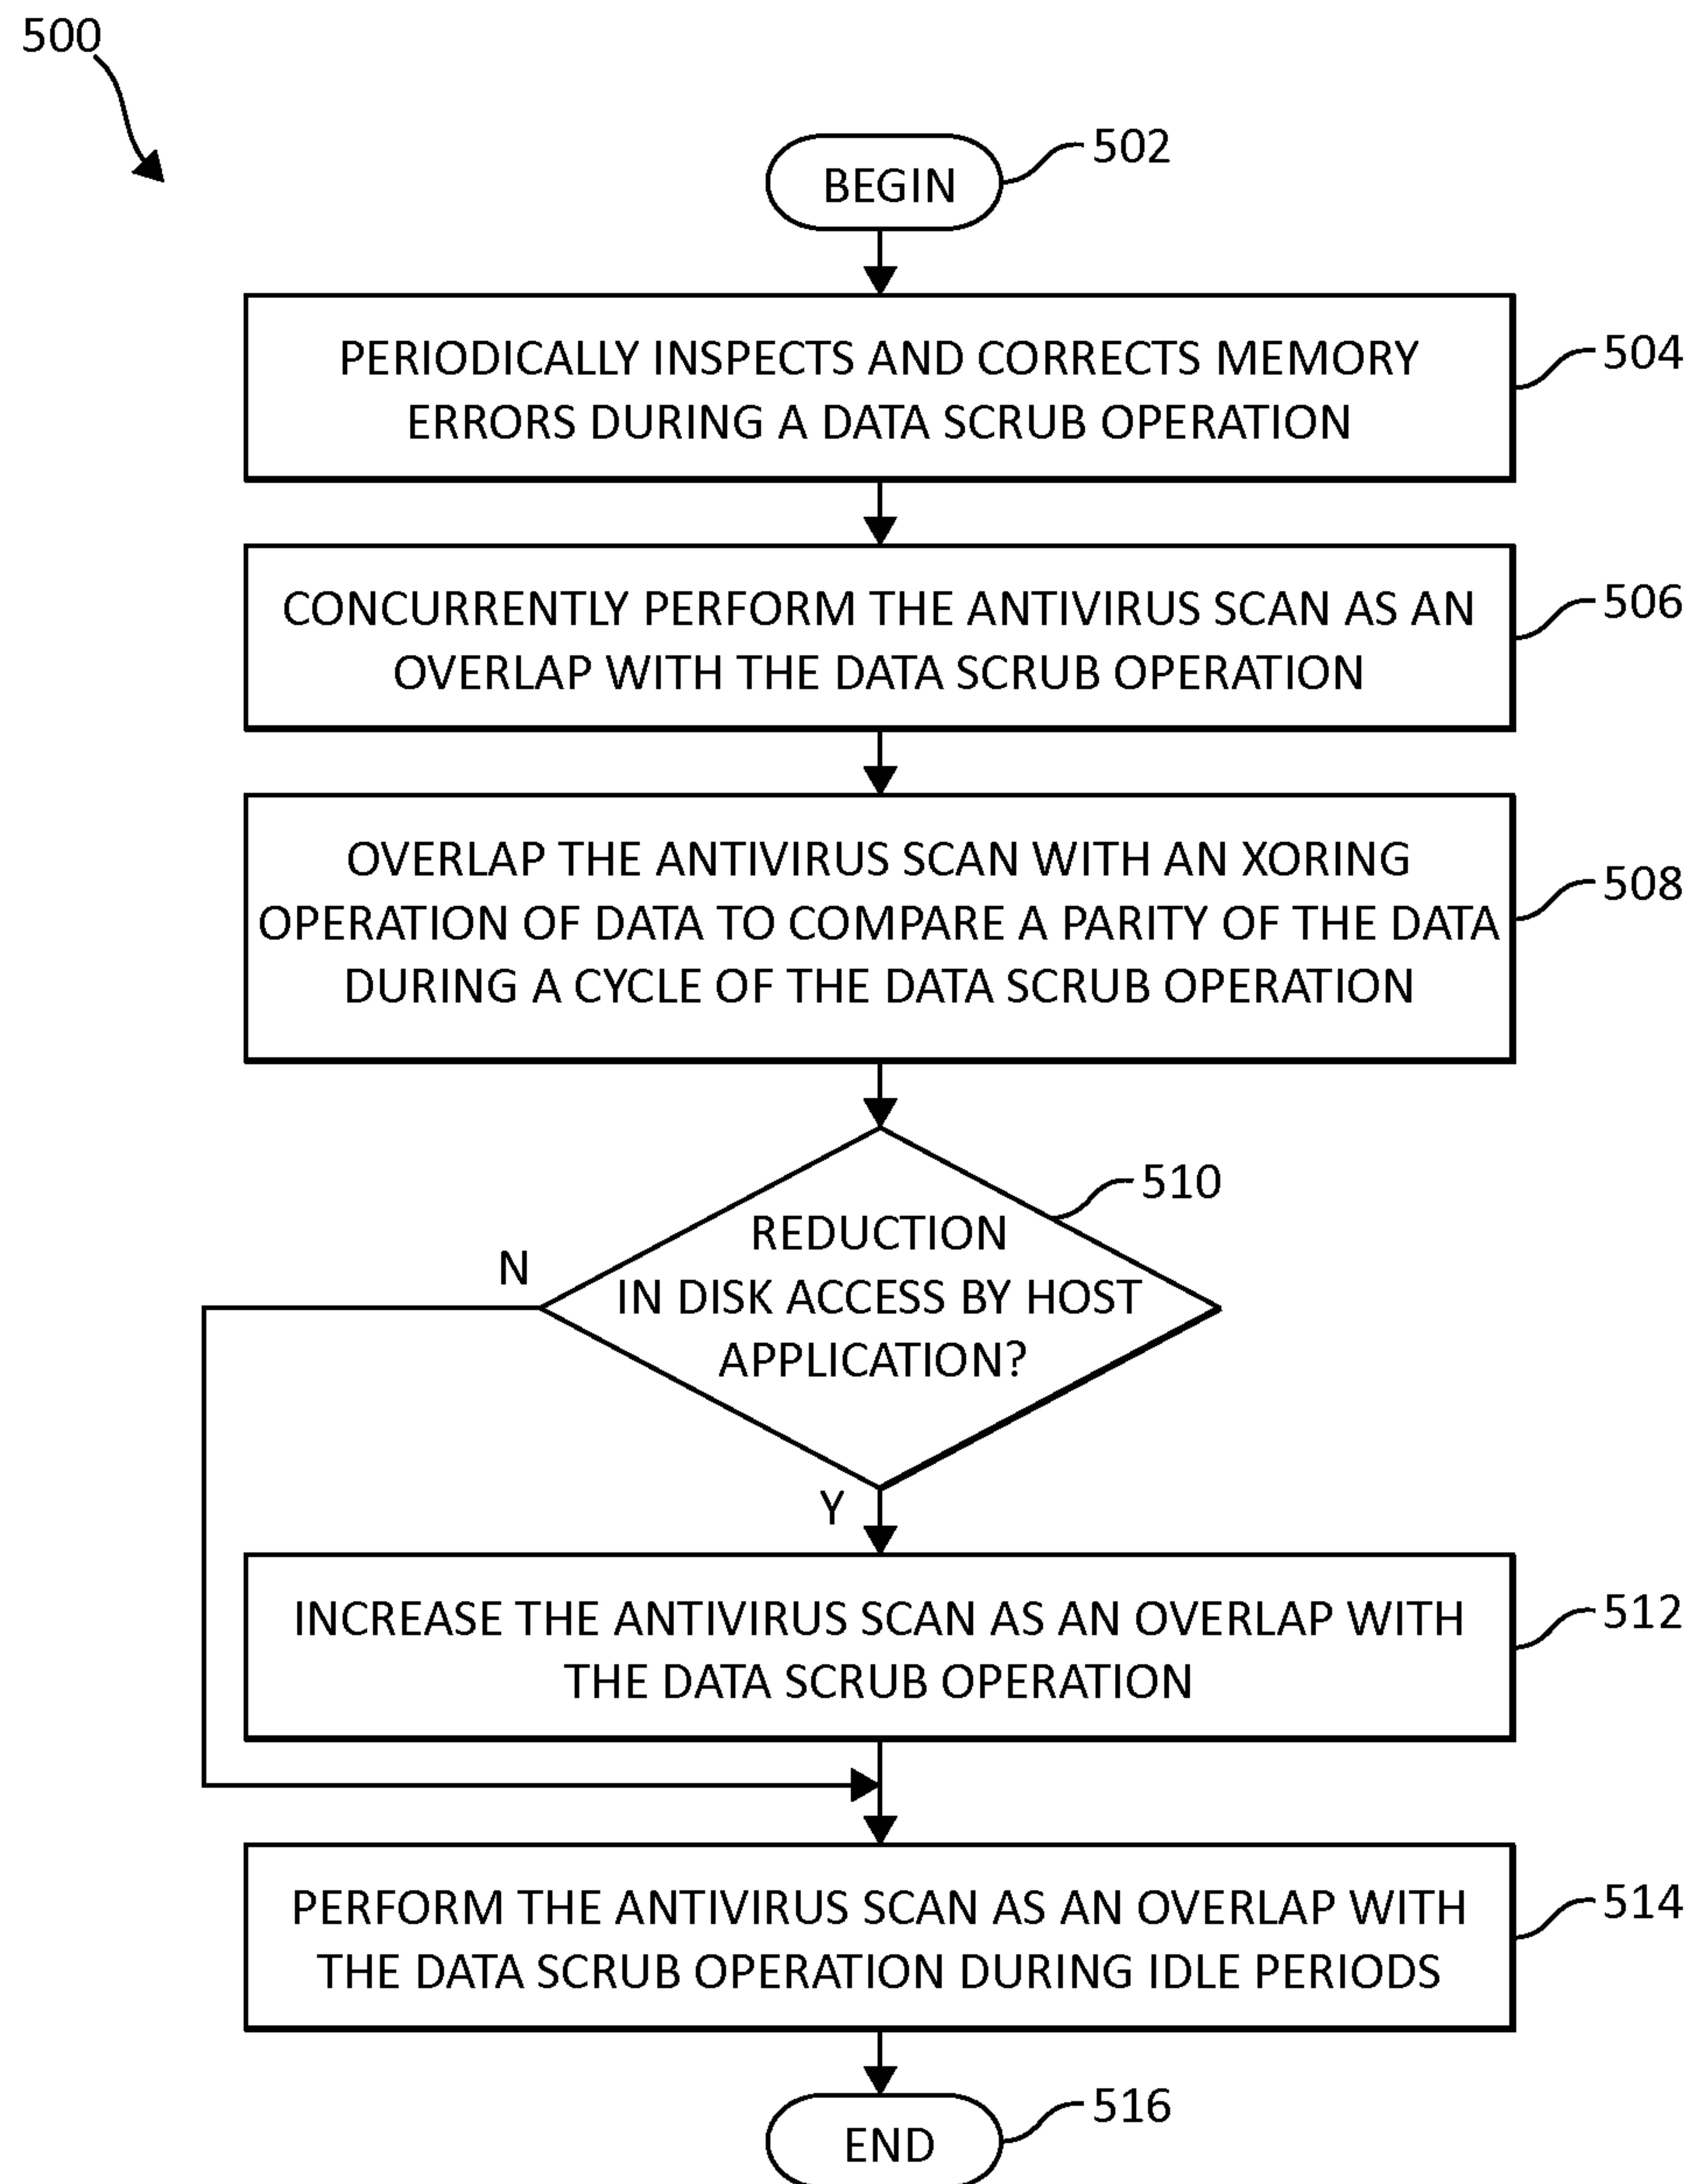 500
BEGIN
502
PERIODICALLY INSPECTS AND CORRECTS MEMORY
ERRORS DURING A DATA SCRUB OPERATION
504
CONCURRENTLY PERFORM THE ANTIVIRUS SCAN AS AN
OVERLAP WITH THE DATA SCRUB OPERATION
506
OVERLAP THE ANTIVIRUS SCAN WITH AN XORING
OPERATION OF DATA TO COMPARE A PARITY OF THE DATA
DURING A CYCLE OF THE DATA SCRUB OPERATION
508
REDUCTION
IN DISK ACCESS BY HOST
APPLICATION?
510
N
Y
INCREASE THE ANTIVIRUS SCAN AS AN OVERLAP WITH
THE DATA SCRUB OPERATION
512
PERFORM THE ANTIVIRUS SCAN AS AN OVERLAP WITH
THE DATA SCRUB OPERATION DURING IDLE PERIODS
514
END
516